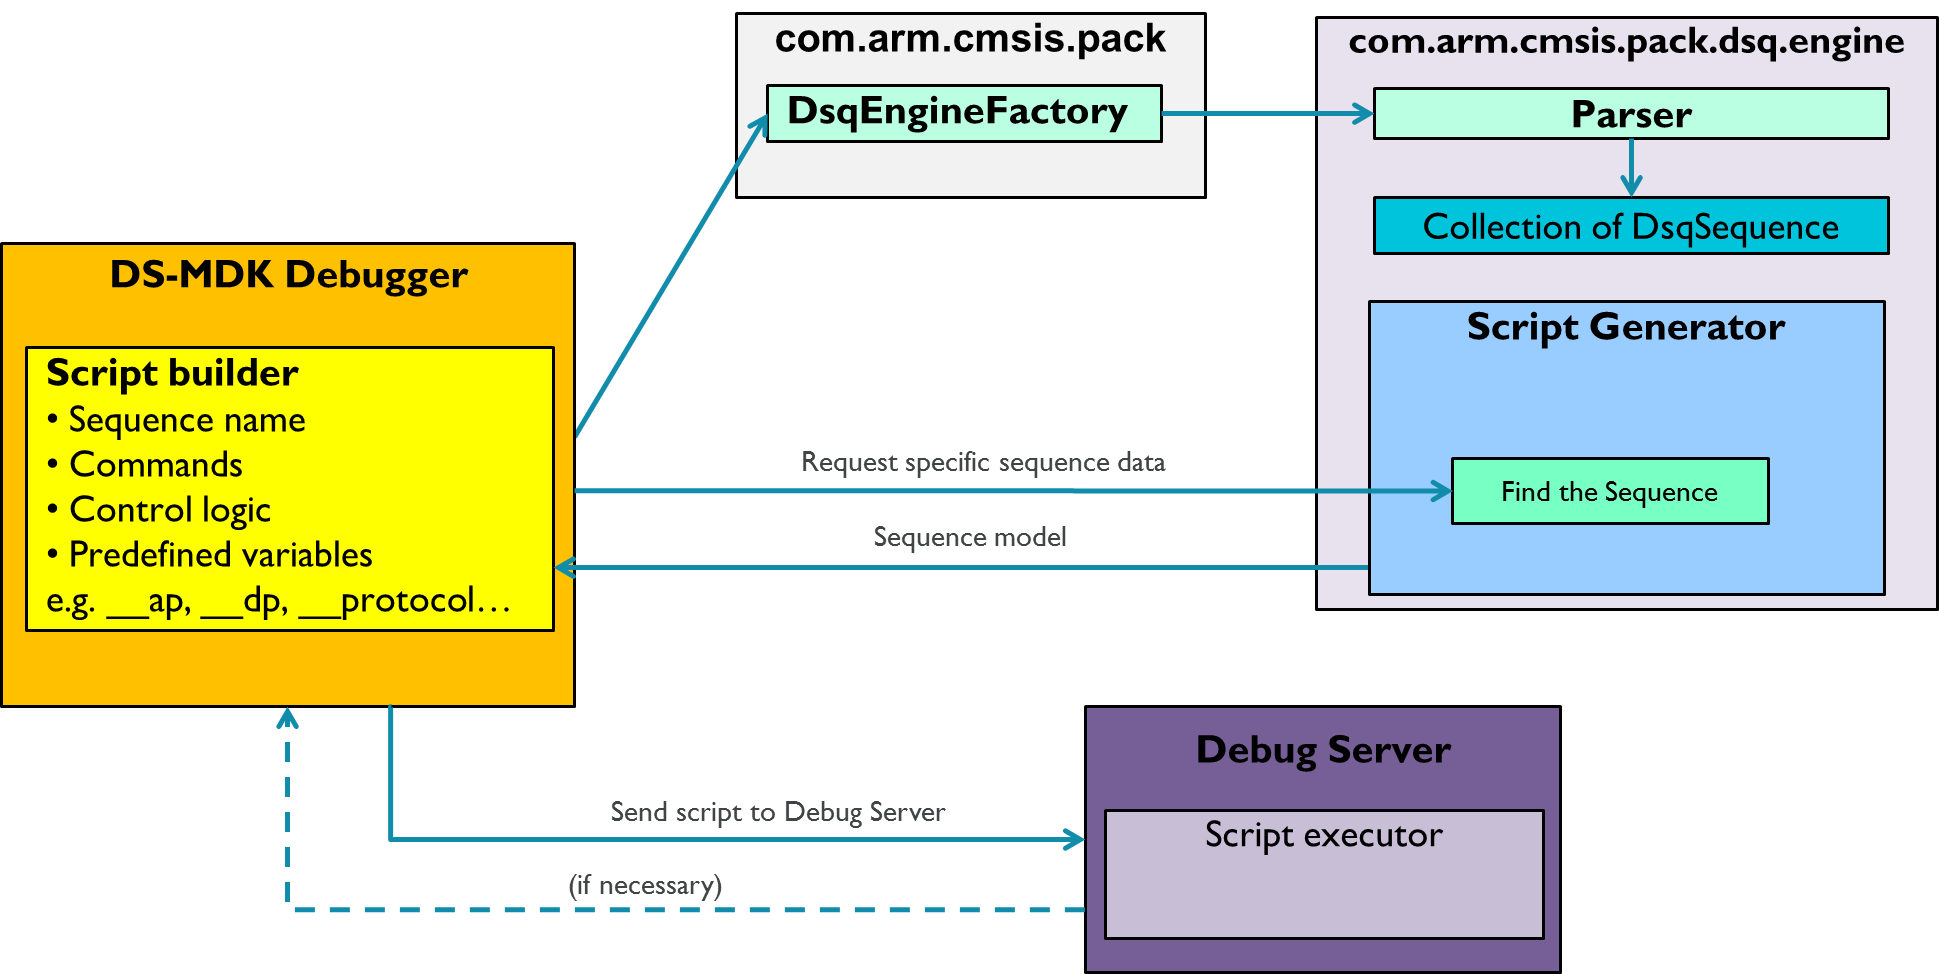 com.arm.cmsis.pack
DsqEngineFactory
com.arm.cmsis.pack.dsq.engine
Parser
Collection of DsqSequence
DS-MDK Debugger
Script builder
• Sequence name
• Commands
• Control logic
• Predefined variables
e.g. __ap, __dp, __protocol…
Script Generator
Request specific sequence data
Find the Sequence
Sequence model
Debug Server
Send script to Debug Server
Script executor
(if necessary)